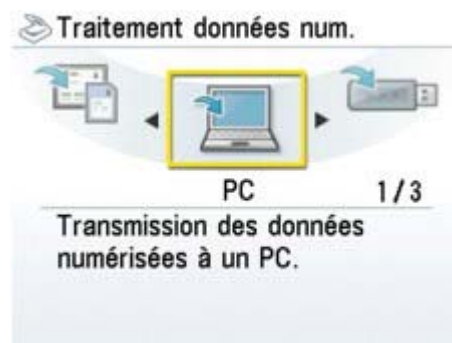 Traitement données num.
PC 1/3
Transmission des données
numérisées à un PC.